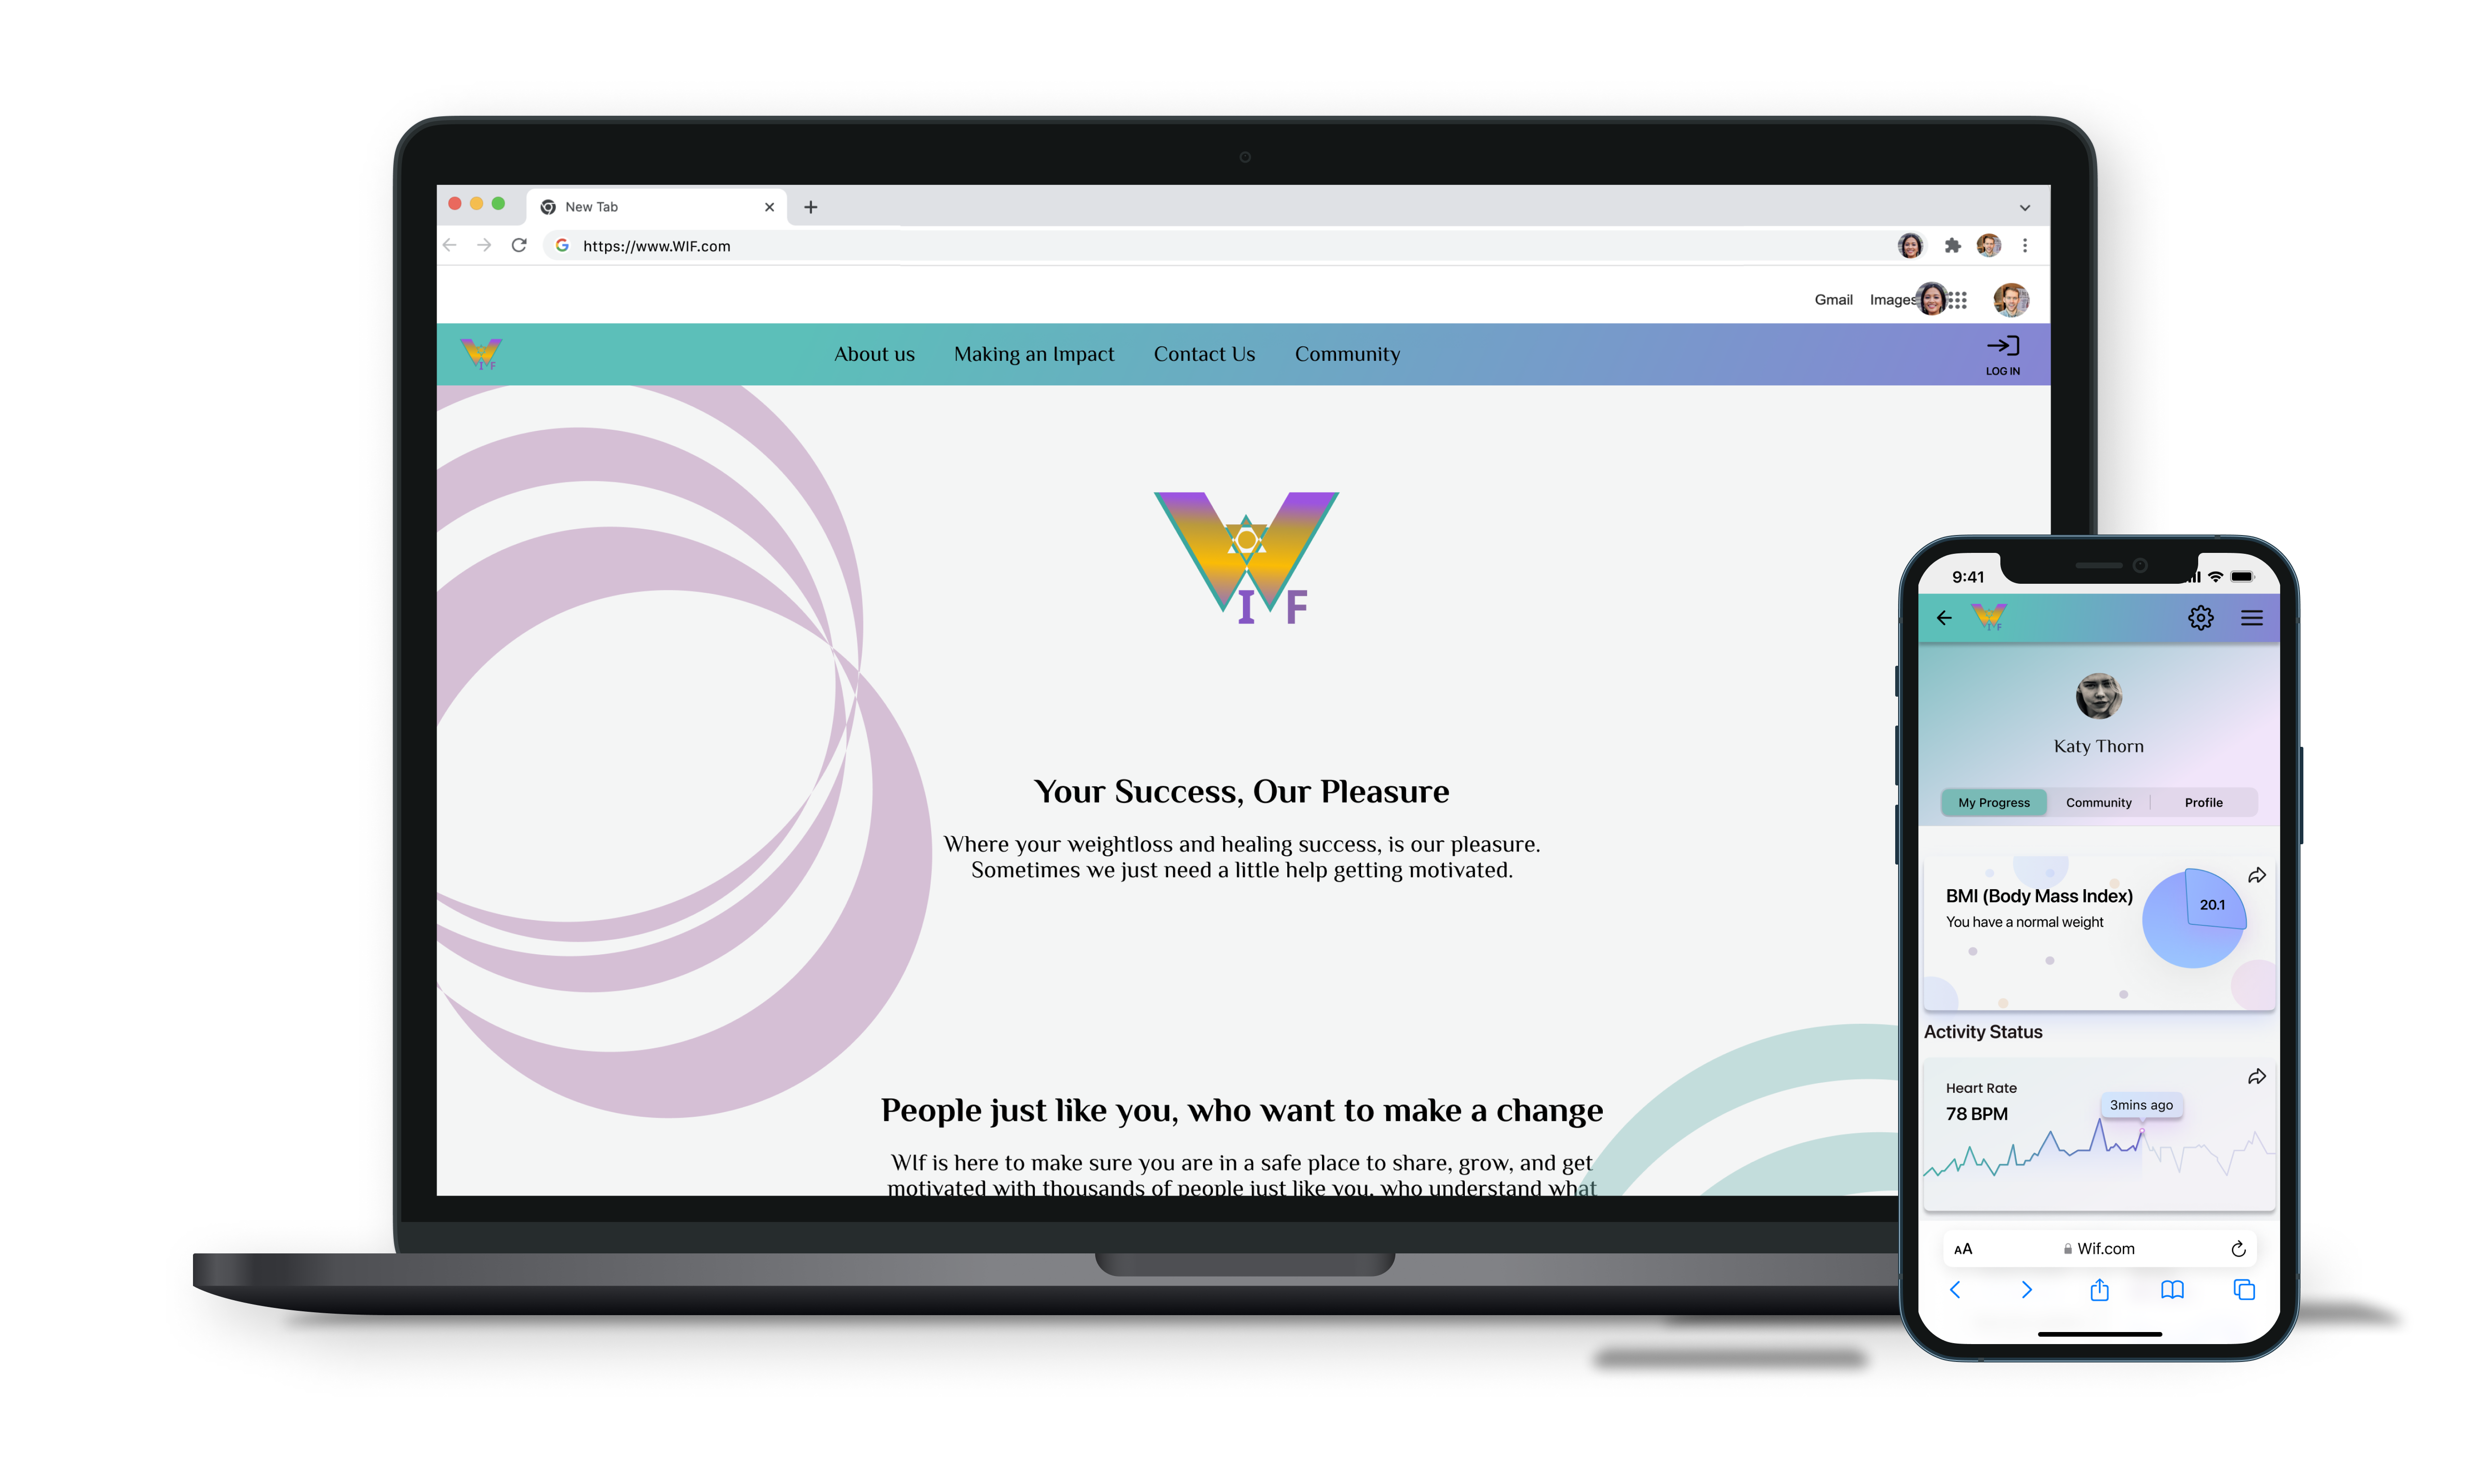 New Tab
https://www.WIF.com
Gmail Images
W I F
About us Making an Impact Contact Us Community
LOG IN
W
I F
Your Success, Our Pleasure
Where your weightloss and healing success, is our pleasure.
Sometimes we just need a little help getting motivated.
People just like you, who want to make a change
WIf is here to make sure you are in a safe place to share, grow, and get
motivated with thousands of people just like you, who understand what
9:41
W I F
Katy Thorn
My Progress Community Profile
BMI (Body Mass Index)
You have a normal weight
20.1
Activity Status
Heart Rate
78 BPM
3mins ago
AA Wif.com